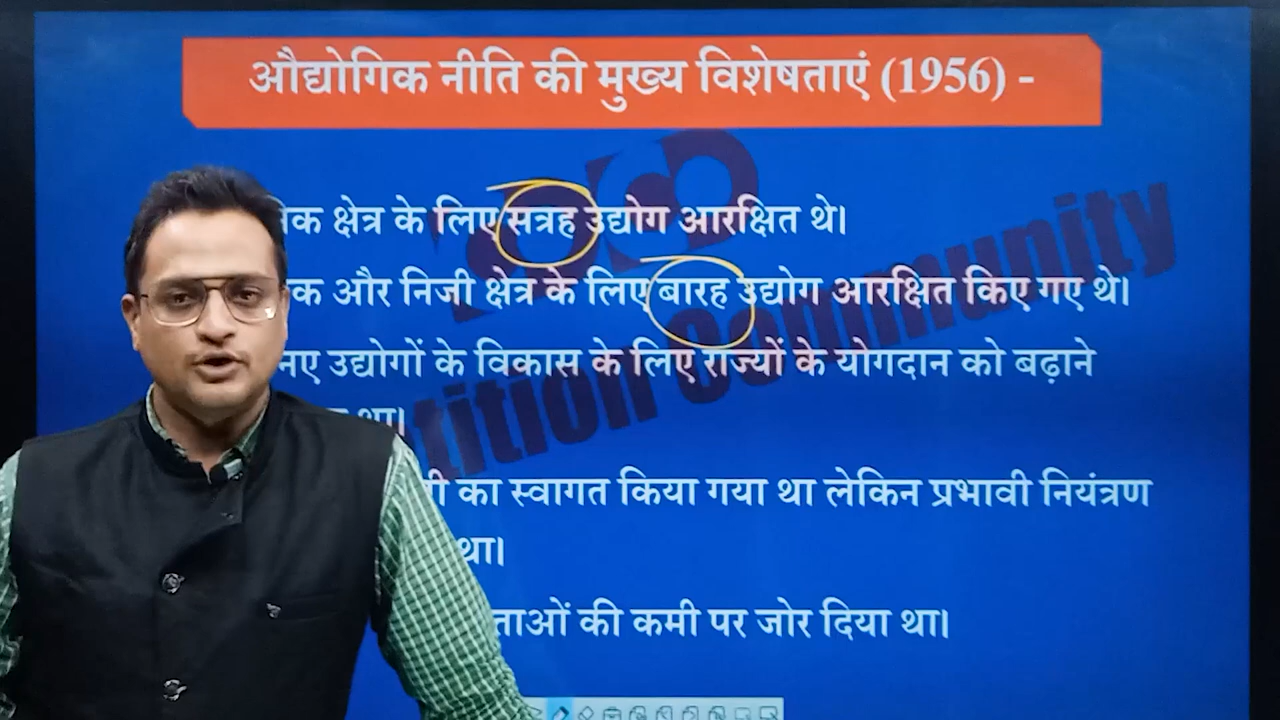 औद्योगिक नीति की मुख्य विशेषताएं (1956) -
क्षेत्र के लिए सत्रह उद्योग आरक्षित थे।
और निजी क्षेत्र के लिए बारह उद्योग आरक्षित किए गए थे।
नए उद्योगों के विकास के लिए राज्यों के योगदान को बढ़ाने
था।
का स्वागत किया गया था लेकिन प्रभावी नियंत्रण
था।
की कमी पर जोर दिया था।
Community